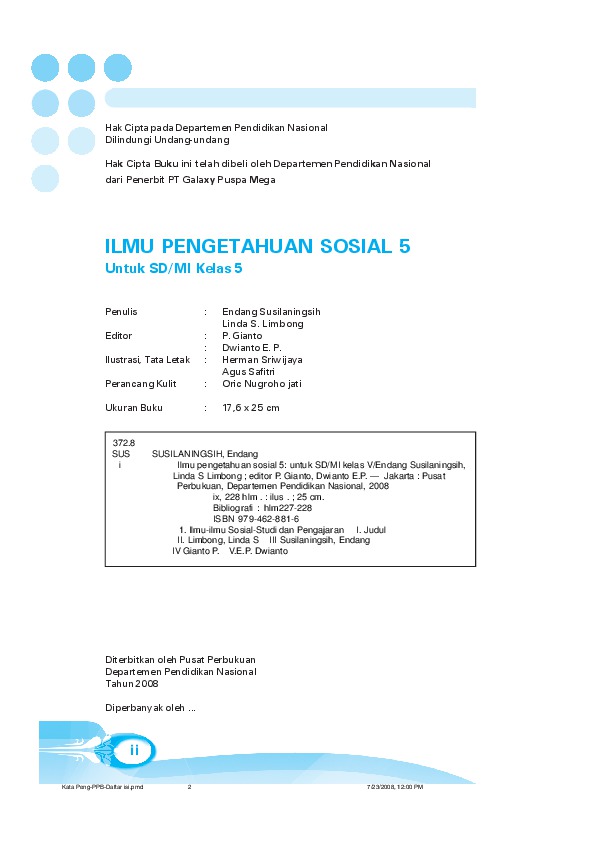 Hak Cipta pada Departemen Pendidikan Nasional
Dilindungi Undang-undang
Hak Cipta Buku ini telah dibeli oleh Departemen Pendidikan Nasional
dari Penerbit PT Galaxy Puspa Mega
ILMU PENGETAHUAN SOSIAL 5
Untuk SD/MI Kelas 5
Penulis : Endang Susilaningsih
Linda S. Limbong
Editor : P. Gianto
: Dwianto E. P.
Ilustrasi, Tata Letak : Herman Sriwijaya
Agus Safitri
Perancang Kulit : Oric Nugroho jati
Ukuran Buku : 17,6 x 25 cm
372.8
SUS SUSILANINGSIH, Endang
i Ilmu pengetahuan sosial 5: untuk SD/MI kelas V/Endang Susilaningsih,
Linda S Limbong ; editor P. Gianto, Dwianto E.P. — Jakarta : Pusat
Perbukuan, Departemen Pendidikan Nasional, 2008
ix, 228 hlm . : ilus . ; 25 cm.
Bibliografi : hlm227-228
ISBN 979-462-881-6
1. Ilmu-ilmu Sosial-Studi dan Pengajaran I. Judul
II. Limbong, Linda S III Susilaningsih, Endang
IV Gianto P. V.E.P. Dwianto
Diterbitkan oleh Pusat Perbukuan
Departemen Pendidikan Nasional
Tahun 2008
Diperbanyak oleh ...
ii
Kata Peng-PPB-Daftar isi.pmd 2 7/23/2008, 12:00 PM